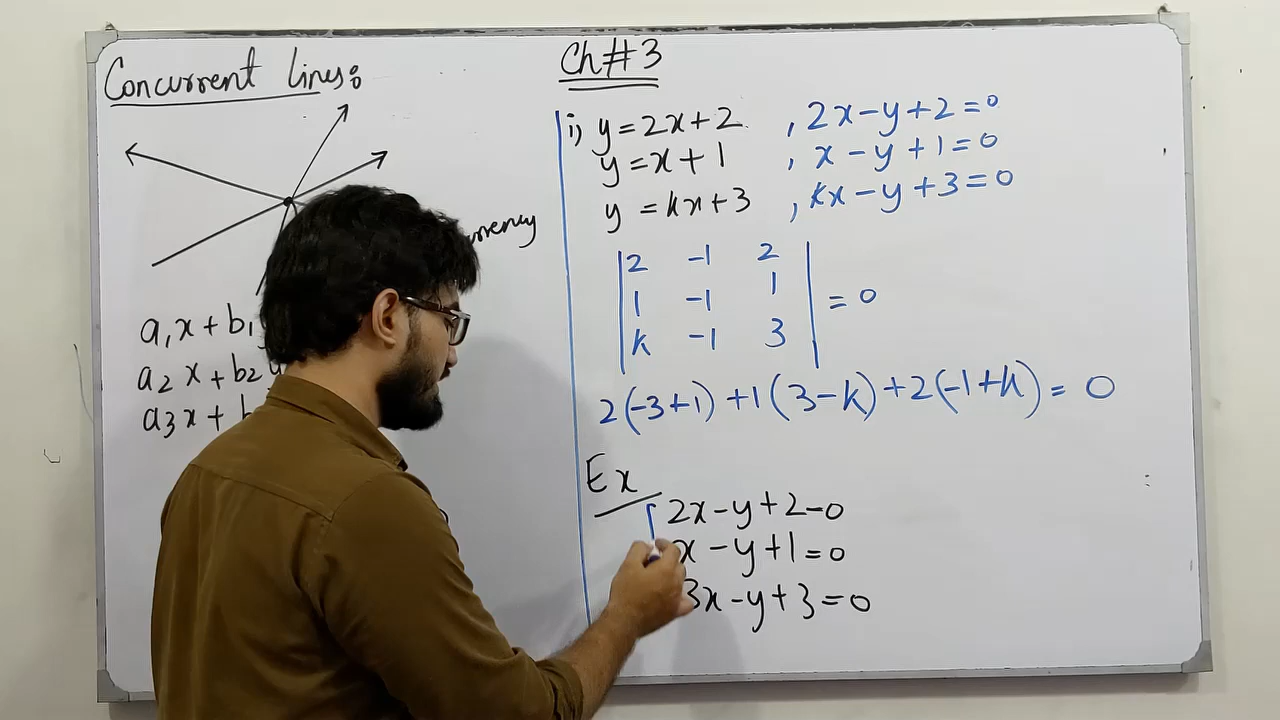 Concurrent lines:
a₁x + b₁
a₂x + b₂y
a₃x +
Ch#3
i, y=2x+2 , 2x-y+2=0
y=x+1 , x-y+1=0
y=kx+3 , kx-y+3=0
2 -1 2
1 -1 1 = 0
k -1 3
2(-3+1)+1(3-k)+2(-1+k)=0
Ex
2x-y+2-0
x-y+1=0
3x-y+3=0